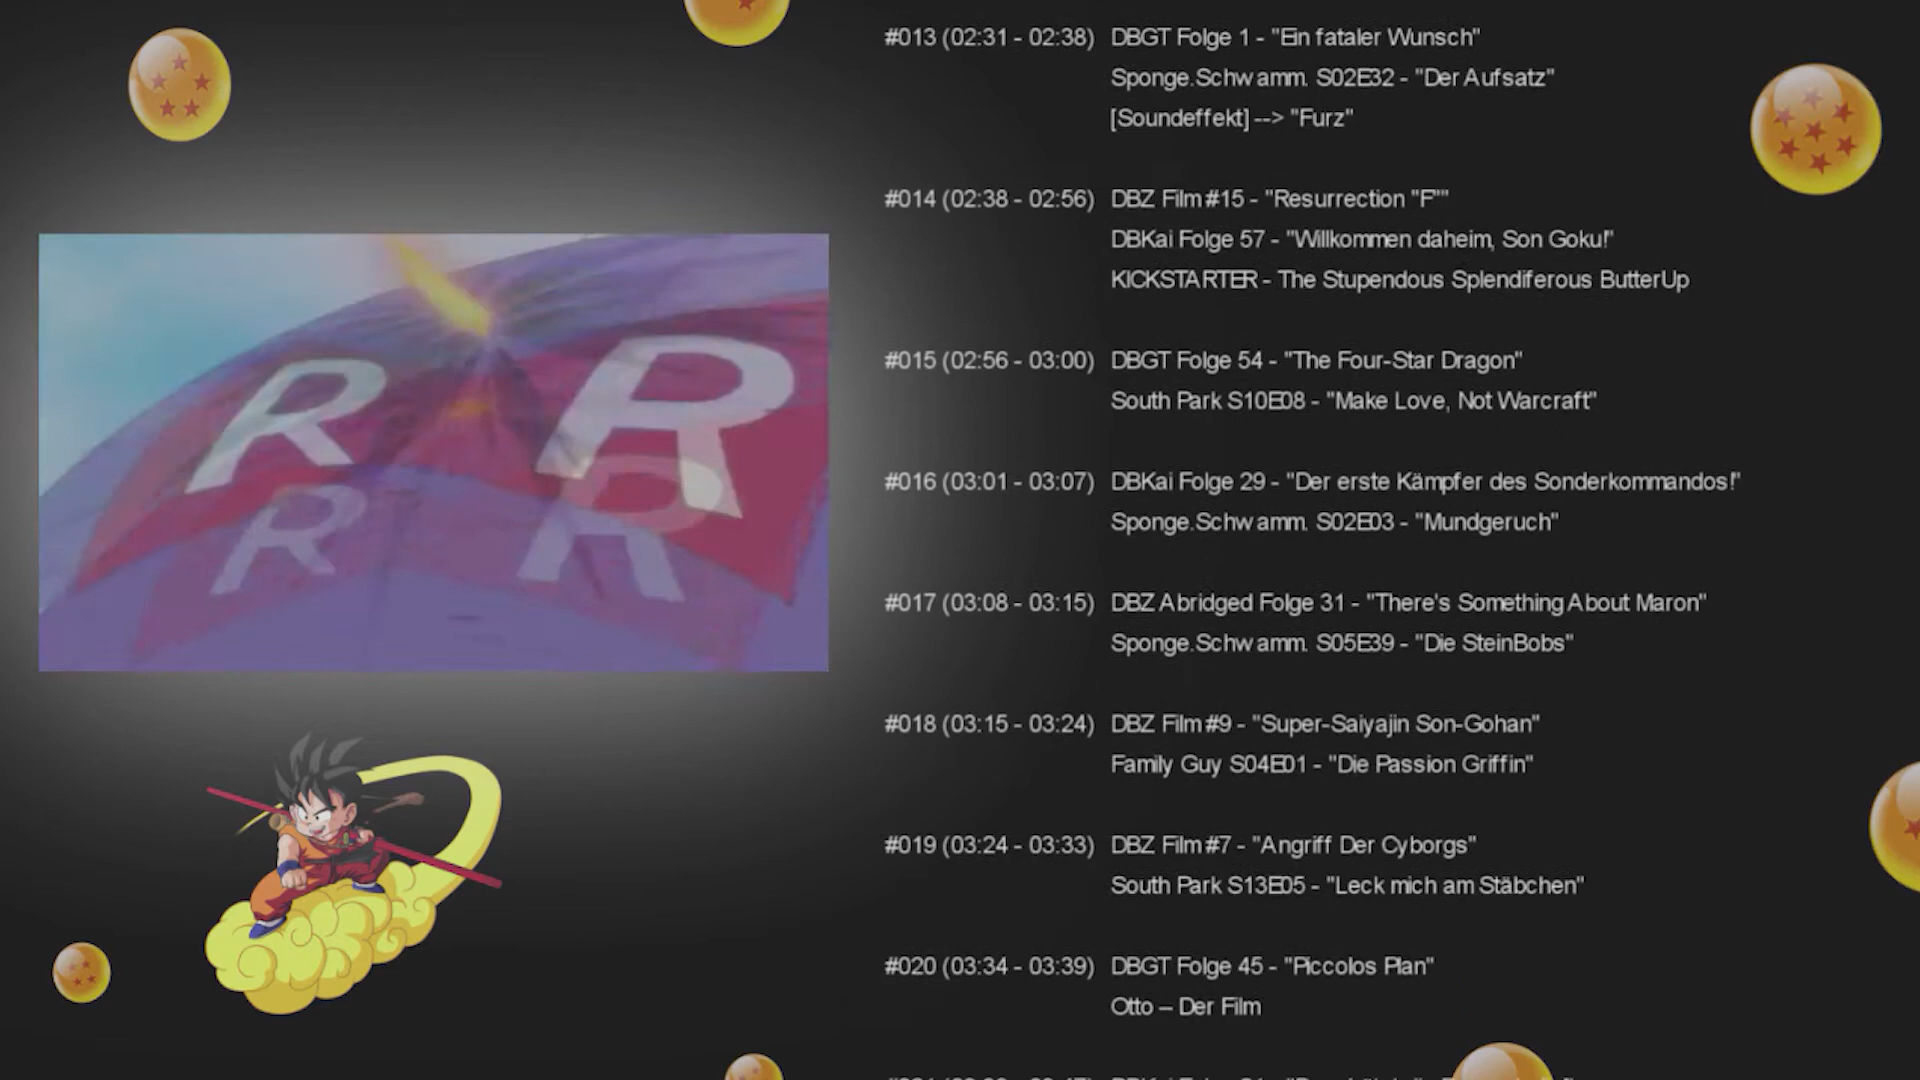 #013 (02:31 - 02:38) DBGT Folge 1 - "Ein fataler Wunsch"
Sponge.Schwamm. S02E32 - "Der Aufsatz"
[Soundeffekt] --> "Furz"
#014 (02:38 - 02:56) DBZ Film #15 - "Resurrection "F""
DBKai Folge 57 - "Willkommen daheim, Son Goku!"
KICKSTARTER - The Stupendous Splendiferous ButterUp
#015 (02:56 - 03:00) DBGT Folge 54 - "The Four-Star Dragon"
South Park S10E08 - "Make Love, Not Warcraft"
#016 (03:01 - 03:07) DBKai Folge 29 - "Der erste Kämpfer des Sonderkommandos!"
Sponge.Schwamm. S02E03 - "Mundgeruch"
#017 (03:08 - 03:15) DBZ Abridged Folge 31 - "There's Something About Maron"
Sponge.Schwamm. S05E39 - "Die SteinBobs"
#018 (03:15 - 03:24) DBZ Film #9 - "Super-Saiyajin Son-Gohan"
Family Guy S04E01 - "Die Passion Griffin"
#019 (03:24 - 03:33) DBZ Film #7 - "Angriff Der Cyborgs"
South Park S13E05 - "Leck mich am Stäbchen"
#020 (03:34 - 03:39) DBGT Folge 45 - "Piccolos Plan"
Otto – Der Film
R R
R R